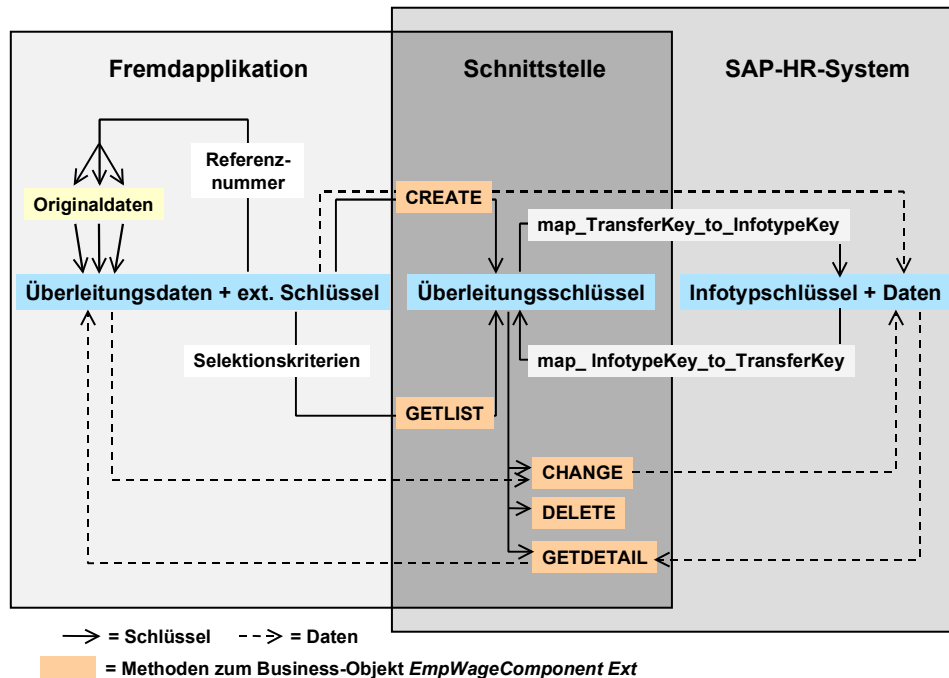 Fremdapplikation
Schnittstelle
SAP-HR-System
Referenz-
nummer
Originaldaten
CREATE
map_TransferKey_to_InfotypeKey
Überleitungsdaten + ext. Schlüssel
Überleitungsschlüssel
Infotypschlüssel + Daten
Selektionskriterien
map_ InfotypeKey_to_TransferKey
GETLIST
CHANGE
DELETE
GETDETAIL
= Schlüssel
= Daten
= Methoden zum Business-Objekt EmpWageComponent Ext